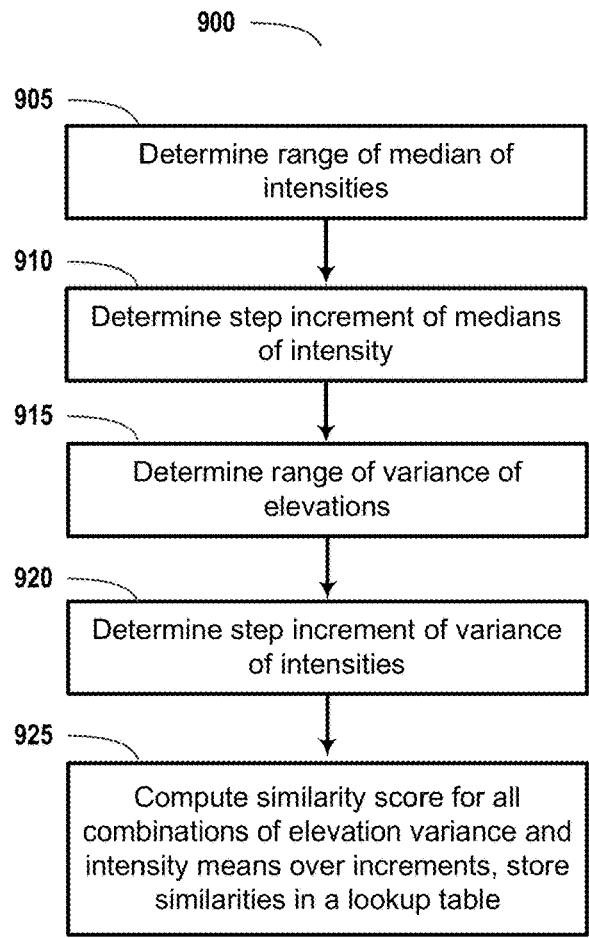 900
905
Determine range of median of
intensities
910
Determine step increment of medians
of intensity
915
Determine range of variance of
elevations
920
Determine step increment of variance
of intensities
925
Compute similarity score for all
combinations of elevation variance and
intensity means over increments, store
similarities in a lookup table